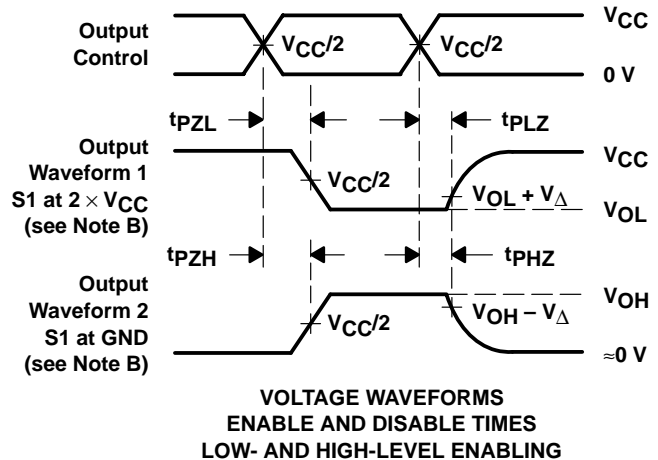 Output
Control
VCC/2
VCC/2
VCC
0 V
tPZL
tPLZ
Output
Waveform 1
S1 at 2 × VCC
(see Note B)
VCC/2
VCC
VOL + VΔ
VOL
tPZH
tPHZ
Output
Waveform 2
S1 at GND
(see Note B)
VCC/2
VOH
VOH − VΔ
≈0 V
VOLTAGE WAVEFORMS
ENABLE AND DISABLE TIMES
LOW- AND HIGH-LEVEL ENABLING